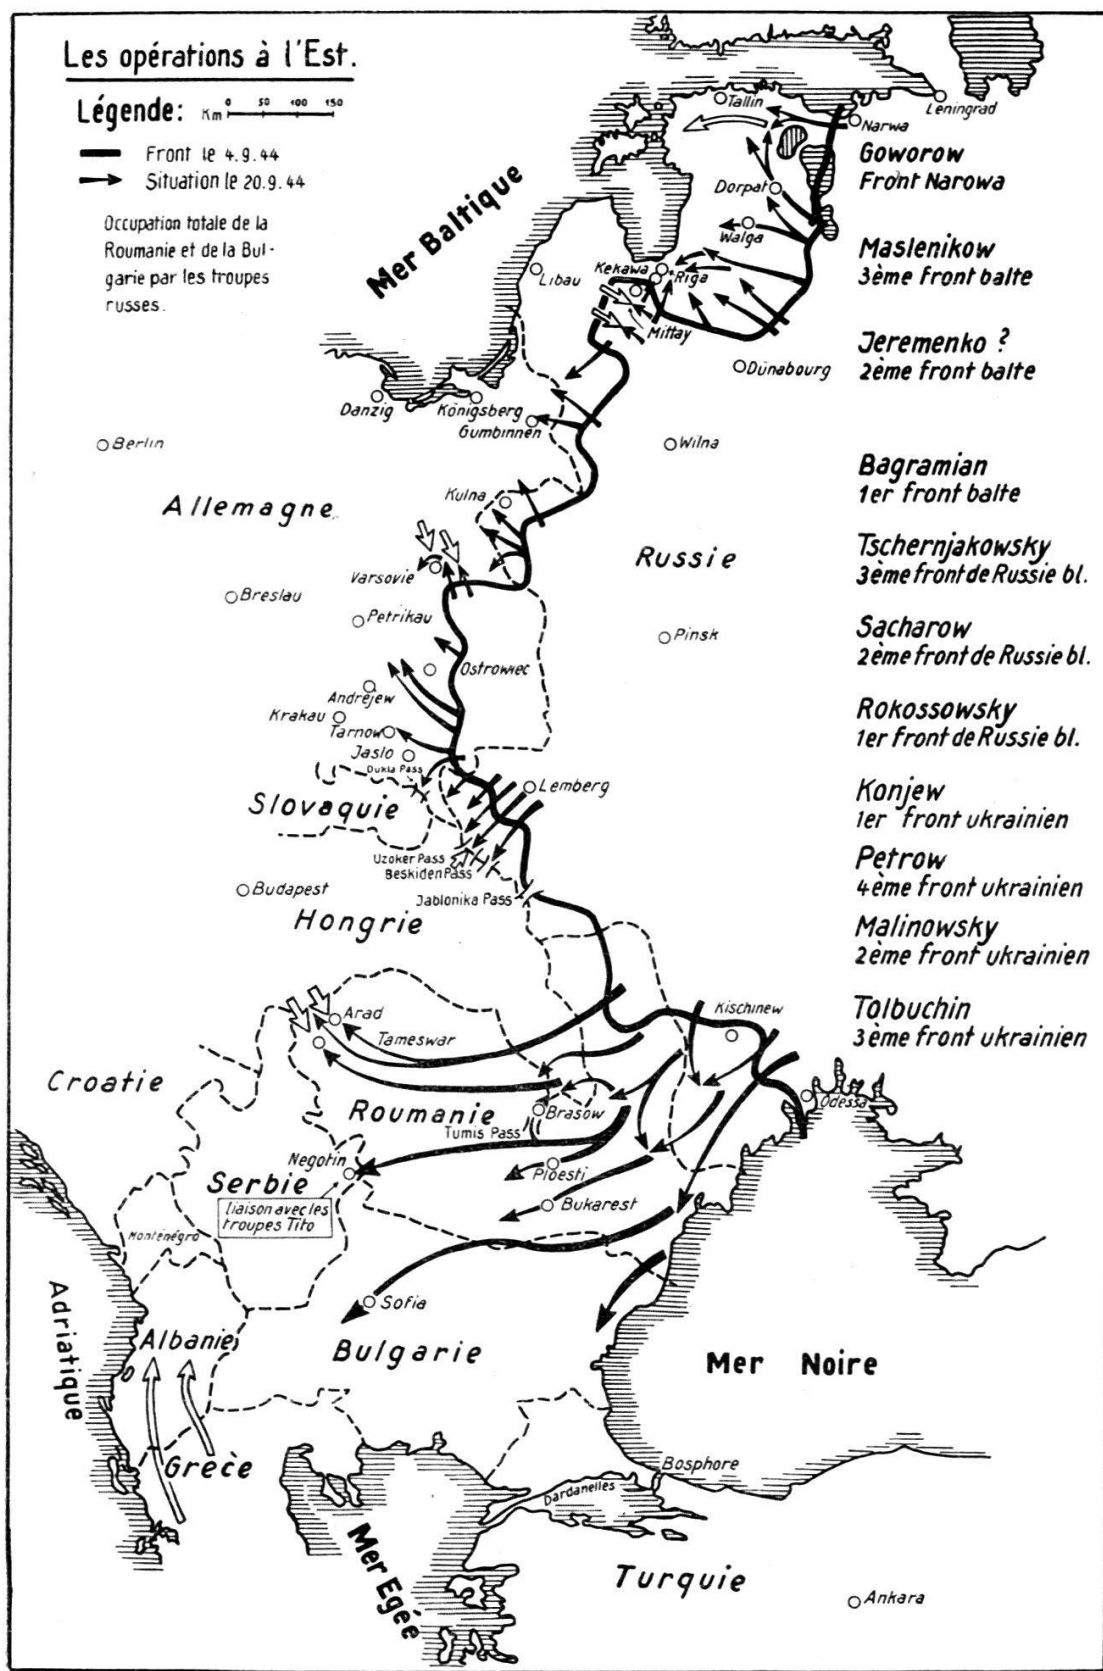 Les opérations à l'Est.
Légende: Km 0 50 100 150
Front le 4.9.44
Situation le 20.9.44
Occupation totale de la
Roumanie et de la Bul-
garie par les troupes
russes.
Mer Baltique
Tallin
Leningrad
Narwa
Goworow
Front Narowa
Dorpat
Walga
Maslenikow
3ème front balte
Kekawa
Riga
Libau
Mittay
Jeremenko ?
2ème front balte
Dünabourg
Danzig
Königsberg
Gumbinnen
Berlin
Wilna
Bagramian
1er front balte
Kulna
Allemagne
Russie
Tschernjakowsky
3ème front de Russie bl.
Varsovie
Breslau
Petrikau
Pinsk
Sacharow
2ème front de Russie bl.
Ostrowiec
Andrejew
Krakau
Tarnow
Rokossowsky
1er front de Russie bl.
Jaslo
Dukla Pass
Lemberg
Slovaquie
Konjew
1er front ukrainien
Uzoker Pass
Beskiden Pass
Jablonika Pass
Petrow
4ème front ukrainien
Budapest
Hongrie
Malinowsky
2ème front ukrainien
Arad
Tameswar
Kischinew
Tolbuchin
3ème front ukrainien
Croatie
Roumanie
Brasow
Tumis Pass
Odessa
Negotin
Ploesti
Serbie
liaison avec les
troupes Tito
Bukarest
Monténégro
Sofia
Adriatique
Albanie
Bulgarie
Mer Noire
Grèce
Bosphore
Dardanelles
Mer Egée
Turquie
Ankara